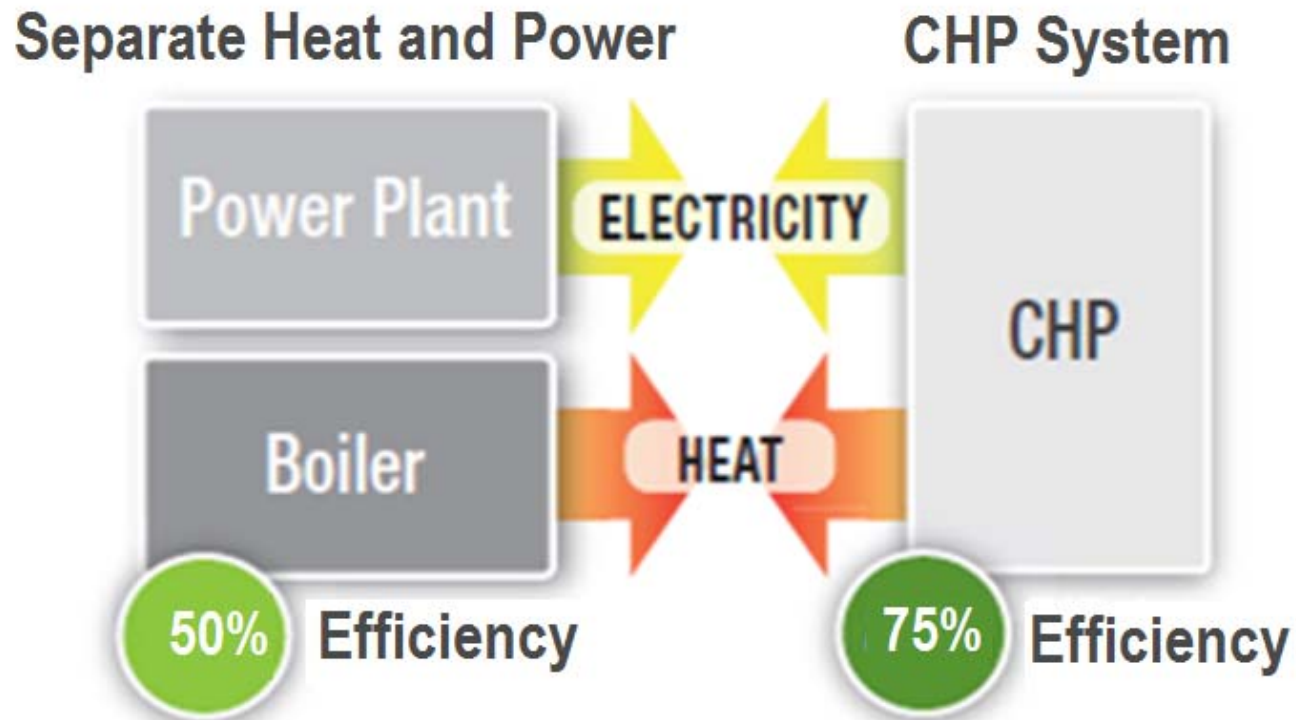 Separate Heat and Power
CHP System
Power Plant
ELECTRICITY
CHP
Boiler
HEAT
50% Efficiency
75% Efficiency